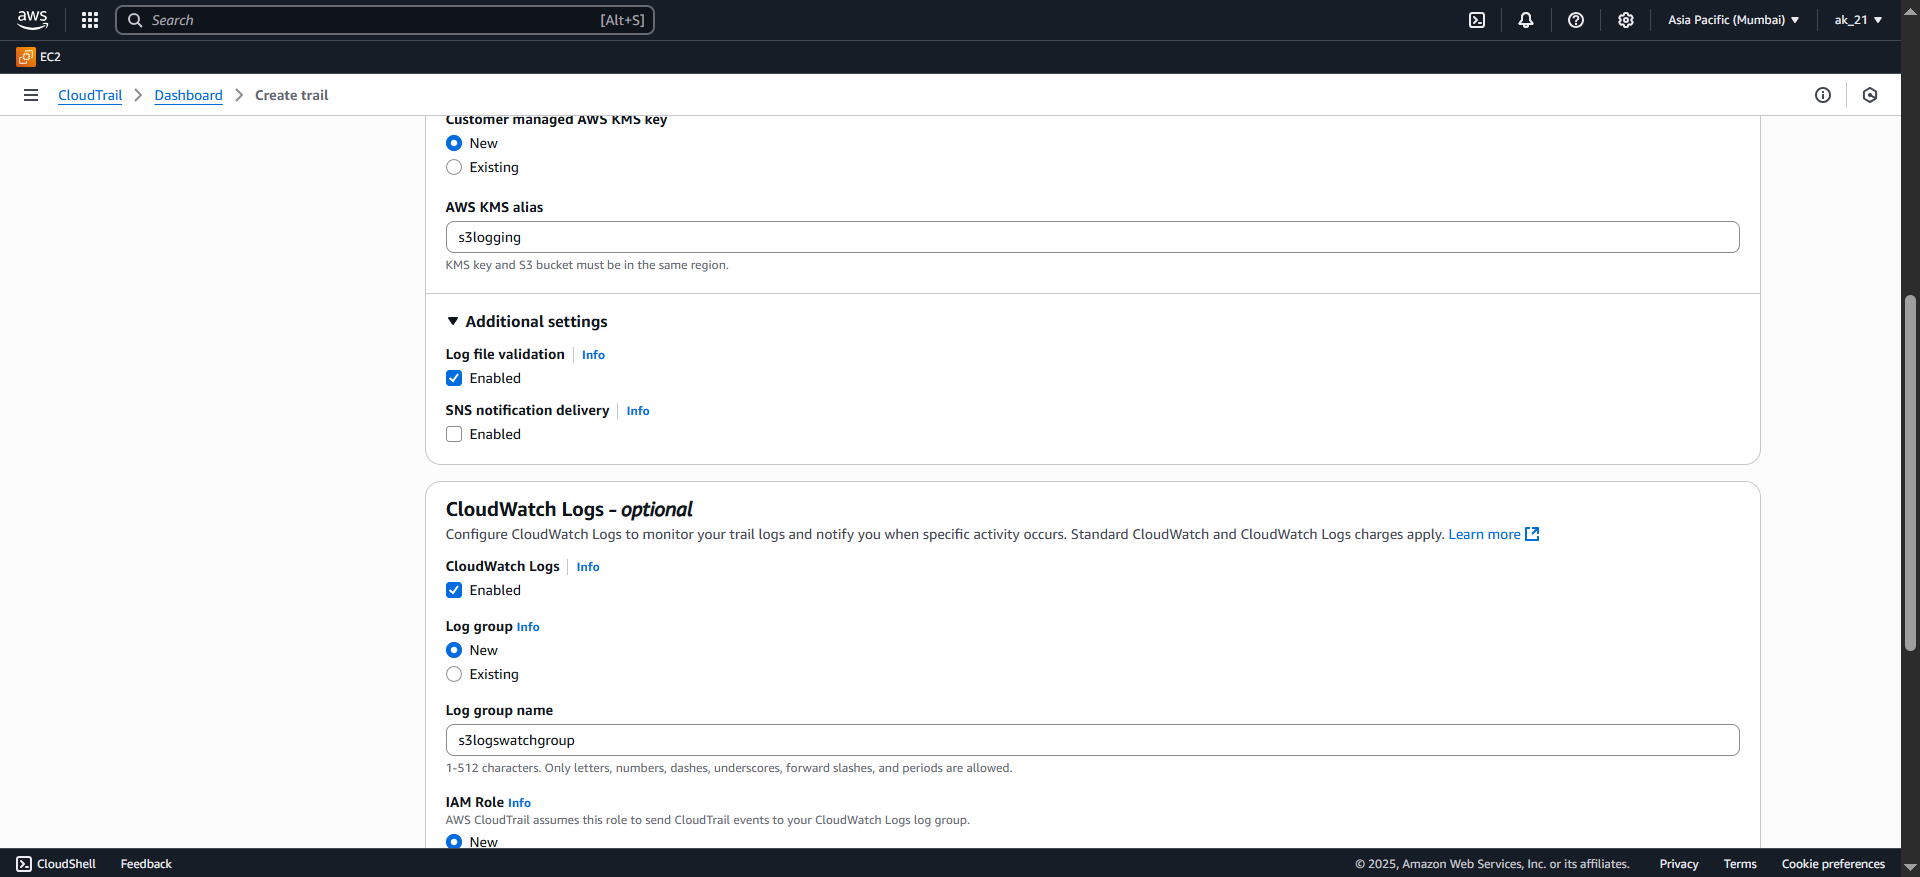 aws
Search [Alt+S]
Asia Pacific (Mumbai)
ak_21
EC2
CloudTrail
Dashboard
Create trail
Customer managed AWS KMS key
New
Existing
AWS KMS alias
s3logging
KMS key and S3 bucket must be in the same region.
Additional settings
Log file validation Info
Enabled
SNS notification delivery Info
Enabled
CloudWatch Logs - optional
Configure CloudWatch Logs to monitor your trail logs and notify you when specific activity occurs. Standard CloudWatch and CloudWatch Logs charges apply. Learn more
CloudWatch Logs Info
Enabled
Log group Info
New
Existing
Log group name
s3logswatchgroup
1-512 characters. Only letters, numbers, dashes, underscores, forward slashes, and periods are allowed.
IAM Role Info
AWS CloudTrail assumes this role to send CloudTrail events to your CloudWatch Logs log group.
New
CloudShell Feedback
© 2025, Amazon Web Services, Inc. or its affiliates. Privacy Terms Cookie preferences